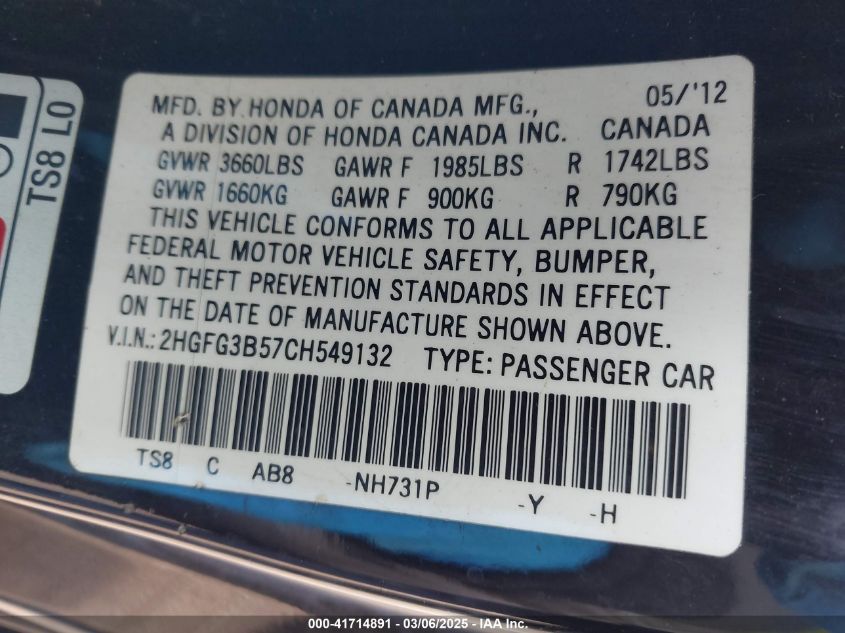 TS8 L0
MFD. BY HONDA OF CANADA MFG., 05/'12
A DIVISION OF HONDA CANADA INC. CANADA
GVWR 3660LBS GAWR F 1985LBS R 1742LBS
GVWR 1660KG GAWR F 900KG R 790KG
THIS VEHICLE CONFORMS TO ALL APPLICABLE
FEDERAL MOTOR VEHICLE SAFETY, BUMPER,
AND THEFT PREVENTION STANDARDS IN EFFECT
ON THE DATE OF MANUFACTURE SHOWN ABOVE.
V.I.N.: 2HGFG3B57CH549132 TYPE: PASSENGER CAR
TS8 C AB8 -NH731P -Y -H
000-41714891 - 03/06/2025 - IAA Inc.